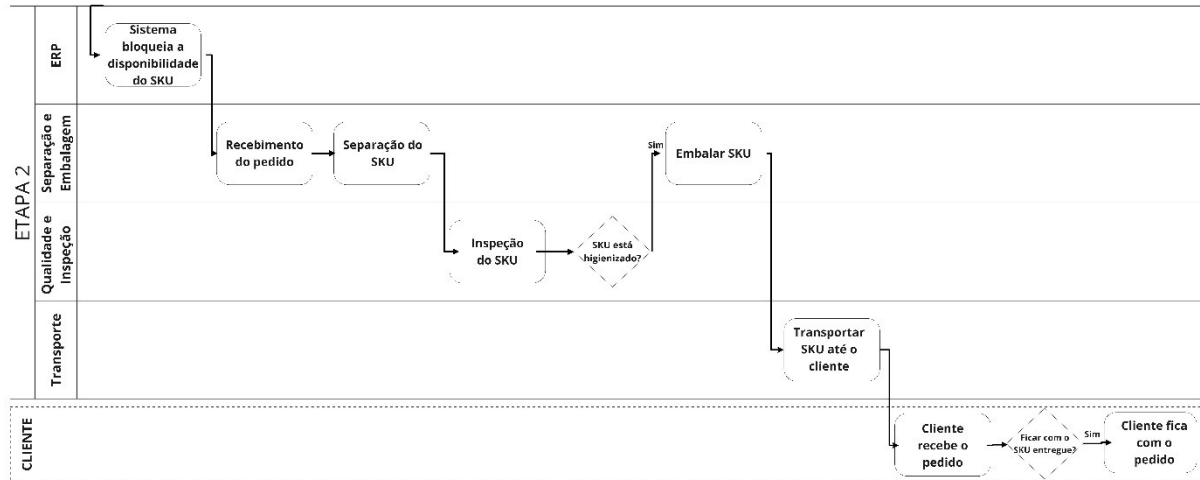 ETAPA 2
ERP
Sistema
bloqueia a
disponibilidade
do SKU
Separação e
Embalagem
Recebimento
do pedido
Separação do
SKU
Sim
Embalar SKU
Qualidade e
Inspeção
Inspeção
do SKU
SKU está
higienizado?
Transporte
Transportar
SKU até o
cliente
CLIENTE
Cliente
recebe o
pedido
Ficar com o
SKU entregue?
Sim
Cliente fica
com o
pedido